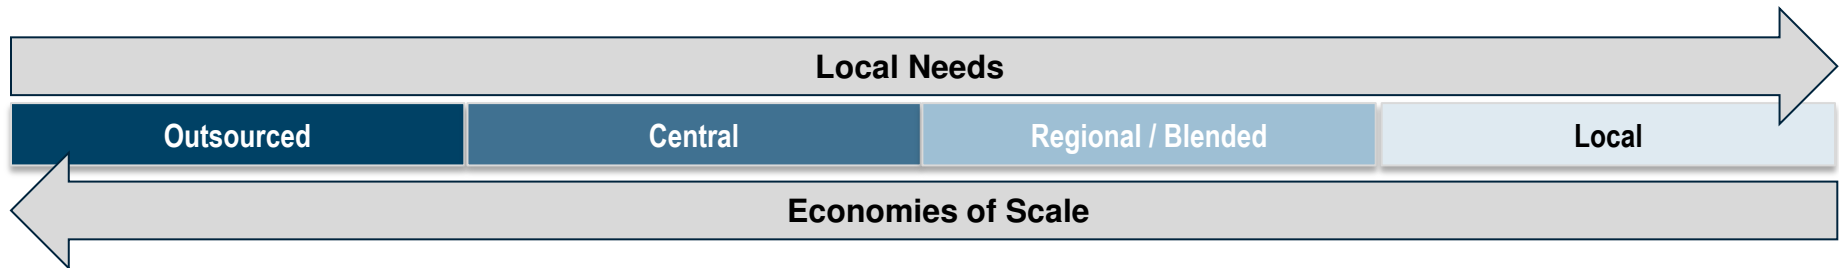 Local Needs
Outsourced Central Regional / Blended Local
Economies of Scale